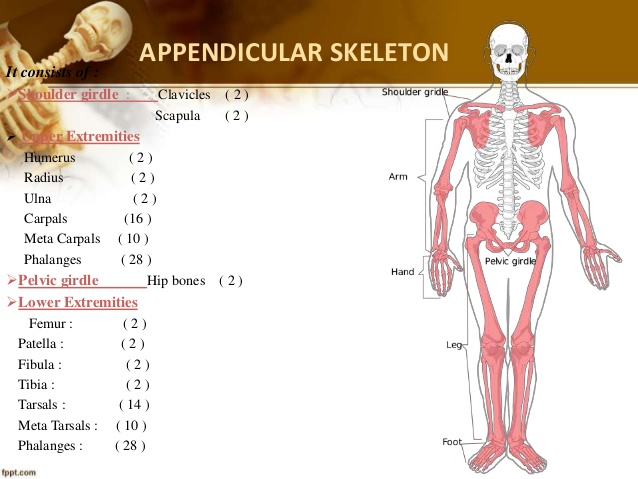 APPENDICULAR SKELETON
It consists of :
Shoulder girdle : Clavicles ( 2 )
Scapula ( 2 )
Upper Extremities
Humerus ( 2 )
Radius ( 2 )
Ulna ( 2 )
Carpals (16 )
Meta Carpals ( 10 )
Phalanges ( 28 )
Pelvic girdle Hip bones ( 2 )
Lower Extremities
Femur : ( 2 )
Patella : ( 2 )
Fibula : ( 2 )
Tibia : ( 2 )
Tarsals : ( 14 )
Meta Tarsals : ( 10 )
Phalanges : ( 28 )
Shoulder gridle
Arm
Pelvic girdle
Hand
Leg
Foot
fppt.com